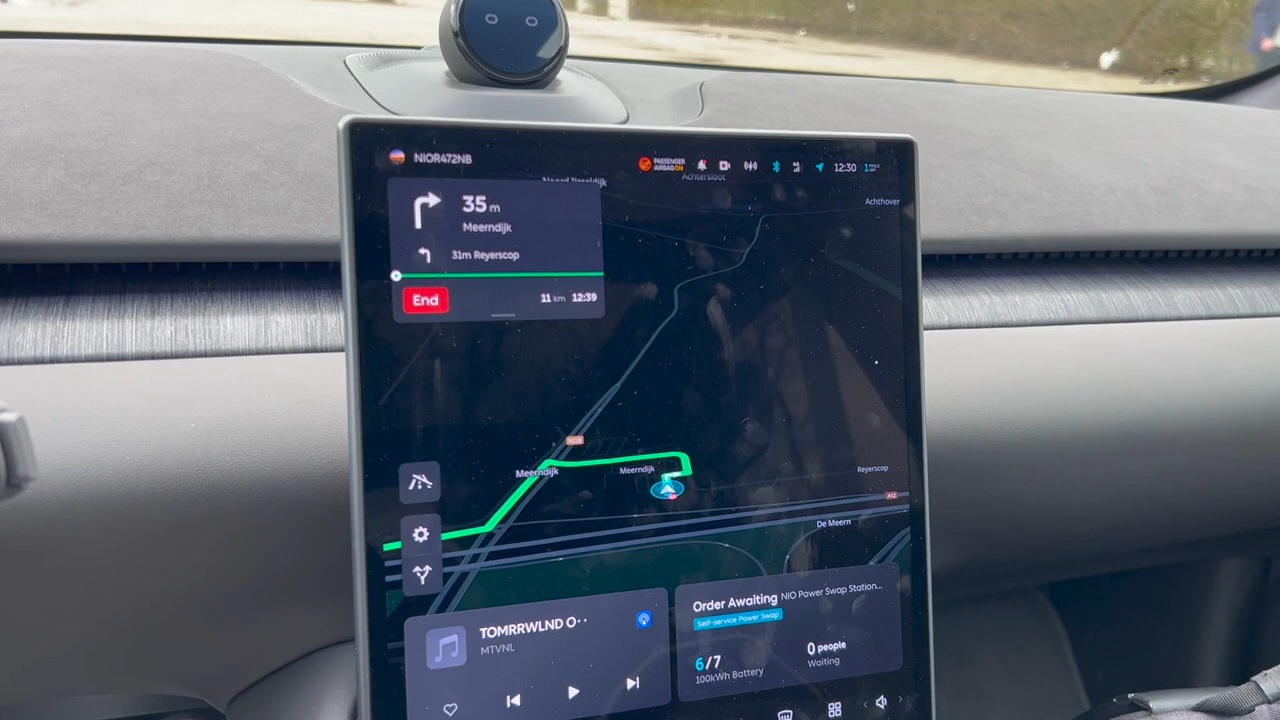 NIOR472NB
PASSENGER
AIRBAG ON
12:30
Achtersloot
Achthover
35 m
Meerndijk
31m Reyerscop
End
11 km 12:39
Meerndijk
Meerndijk
Reyerscop
A12
De Meern
TOMRRWLND O··
MTVNL
Order Awaiting NIO Power Swap Station...
Self-service Power Swap
6/7
100kWh Battery
0 people
Waiting